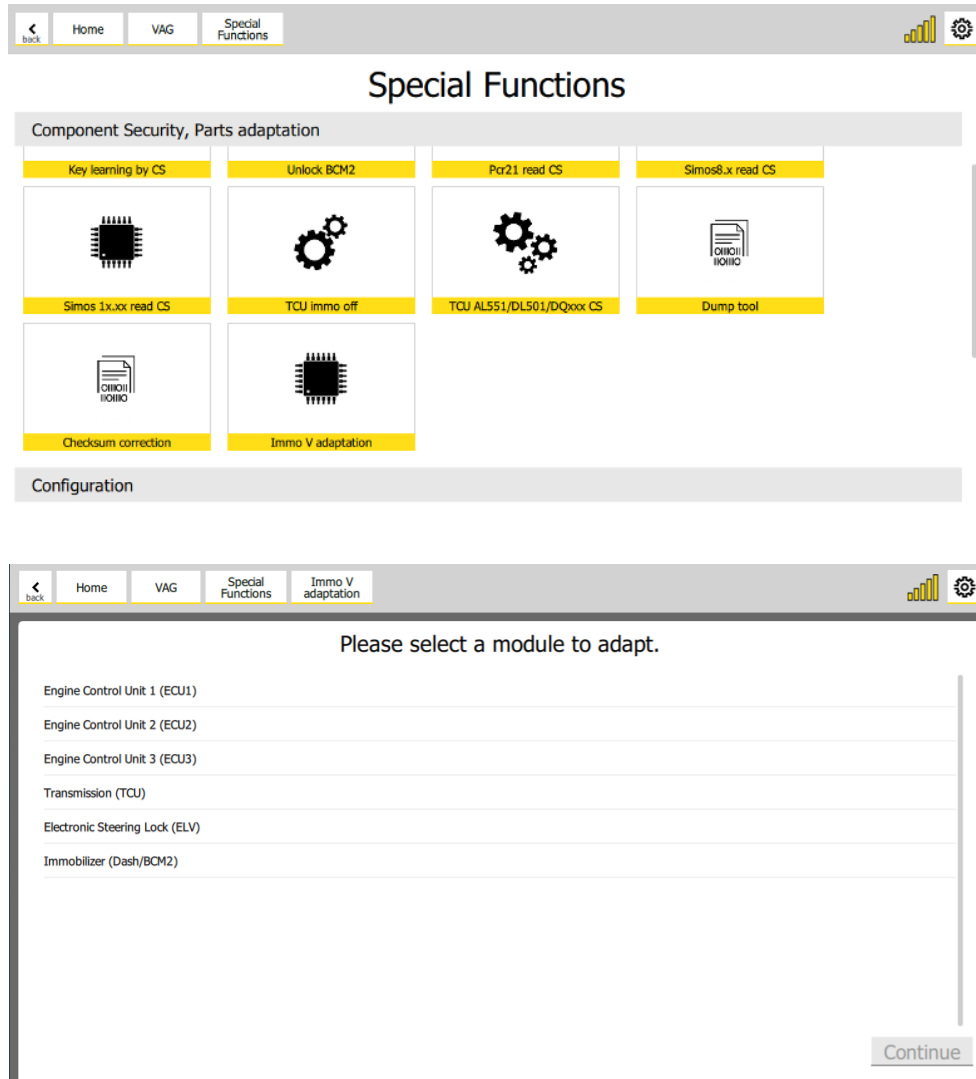 back
Home
VAG
Special
Functions
Special Functions
Component Security, Parts adaptation
Key learning by CS
Unlock BCM2
Pcr21 read CS
Simos8.x read CS
Simos 1x.xx read CS
TCU immo off
TCU AL551/DL501/DQxxx CS
OIIIOII
IIOIIIO
Dump tool
OIIIOII
IIOIIIO
Checksum correction
Immo V adaptation
Configuration
back
Home
VAG
Special
Functions
Immo V
adaptation
Please select a module to adapt.
Engine Control Unit 1 (ECU1)
Engine Control Unit 2 (ECU2)
Engine Control Unit 3 (ECU3)
Transmission (TCU)
Electronic Steering Lock (ELV)
Immobilizer (Dash/BCM2)
Continue